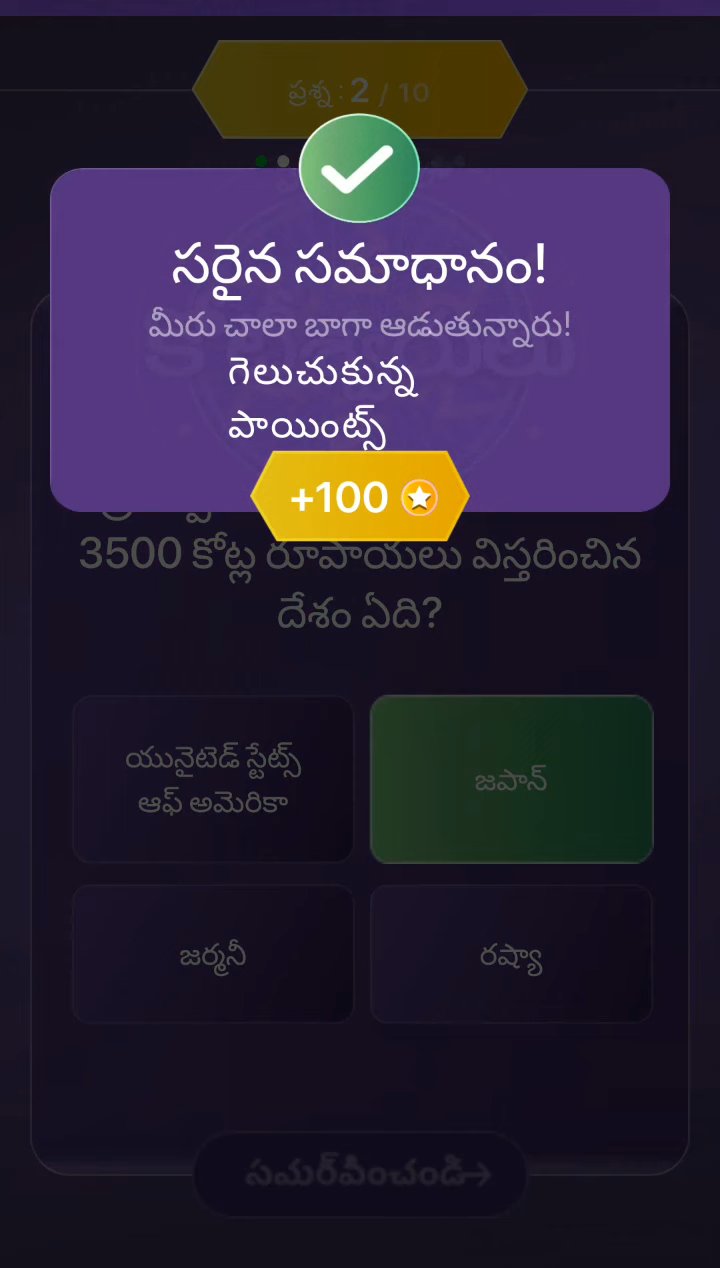 ప్రశ్న : 2 / 10
సరైన సమాధానం!
మీరు చాలా బాగా ఆడుతున్నారు!
గెలుచుకున్న
పాయింట్స్
+100
3500 కోట్ల రూపాయలు విస్తరించిన
దేశం ఏది?
యునైటెడ్ స్టేట్స్
ఆఫ్ అమెరికా
జపాన్
జర్మనీ
రష్యా
సమర్పించండి→